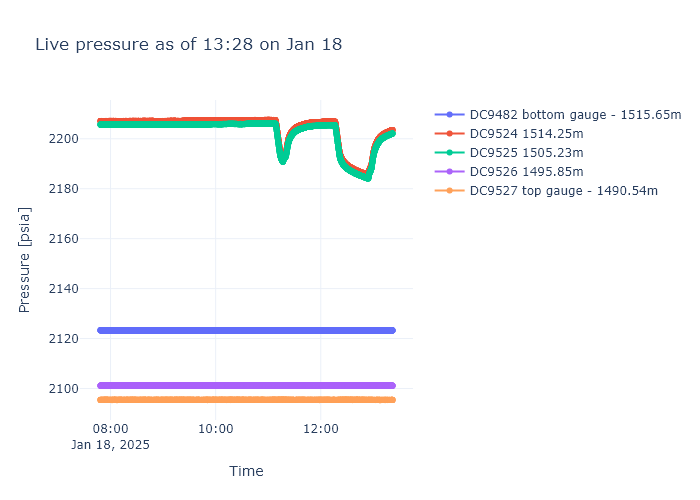 Live pressure as of 13:28 on Jan 18
DC9482 bottom gauge - 1515.65m
DC9524 1514.25m
DC9525 1505.23m
DC9526 1495.85m
DC9527 top gauge - 1490.54m
Pressure [psia]
2200
2180
2160
2140
2120
2100
08:00
Jan 18, 2025
10:00
12:00
Time